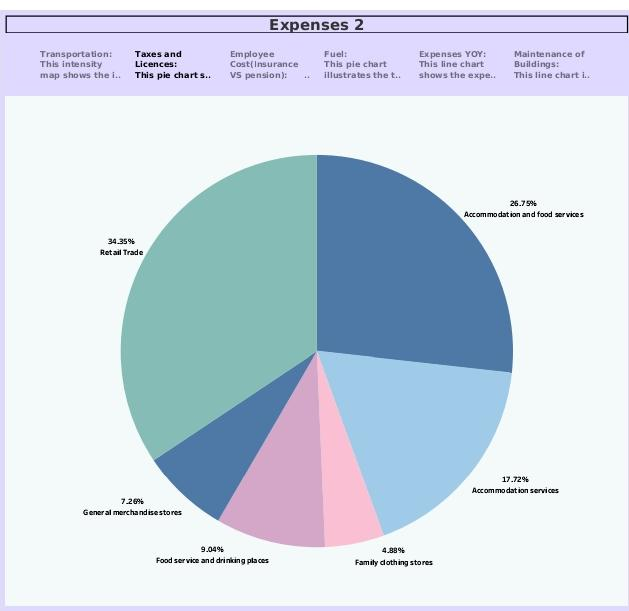 Expenses 2
Transportation:
This intensity
map shows the i..
Taxes and
Licences:
This pie chart s..
Employee
Cost(Insurance
VS pension): ..
Fuel:
This pie chart
illustrates the t..
Expenses YOY:
This line chart
shows the expe..
Maintenance of
Buildings:
This line chart i..
26.75%
Accommodation and food services
34.35%
Retail Trade
17.72%
Accommodation services
7.26%
General merchandise stores
9.04%
Food service and drinking places
4.88%
Family clothing stores